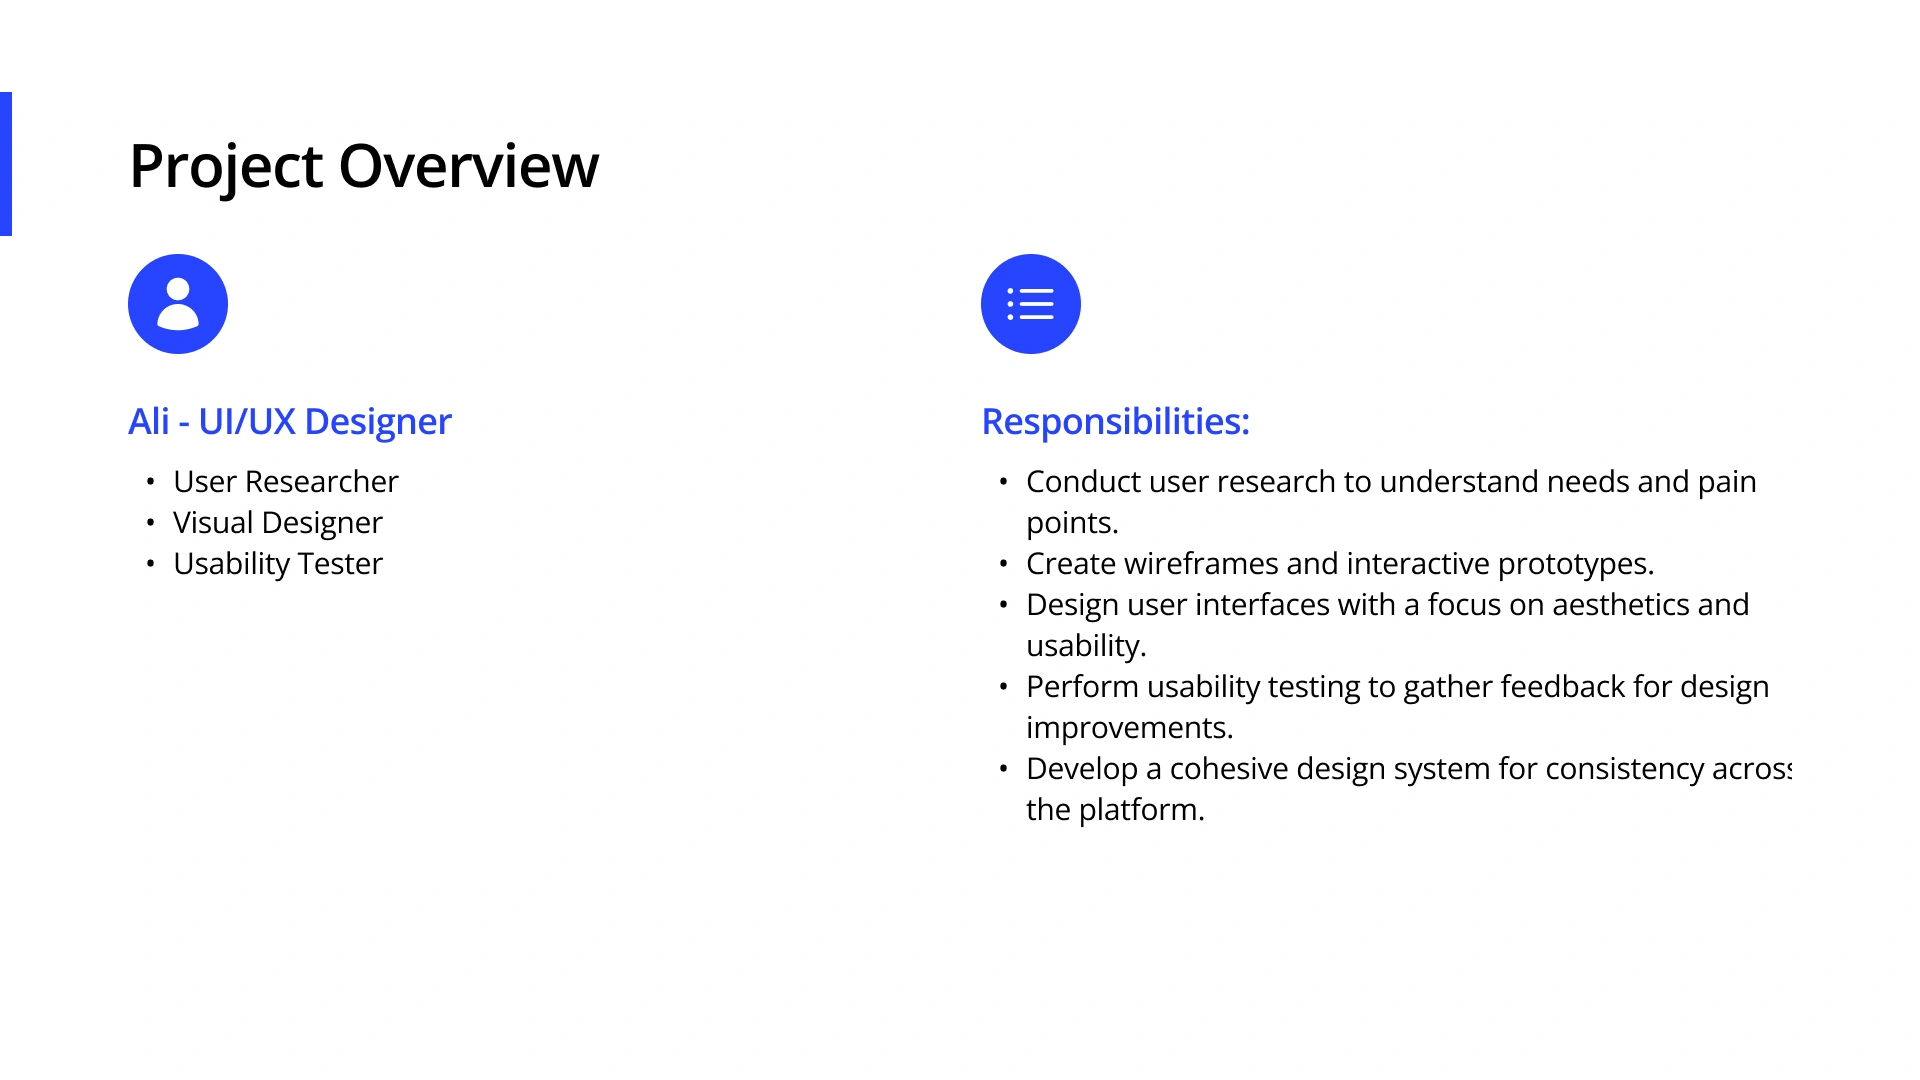 Project Overview
Ali - UI/UX Designer
• User Researcher
• Visual Designer
• Usability Tester
Responsibilities:
• Conduct user research to understand needs and pain
points.
• Create wireframes and interactive prototypes.
• Design user interfaces with a focus on aesthetics and
usability.
• Perform usability testing to gather feedback for design
improvements.
• Develop a cohesive design system for consistency across
the platform.